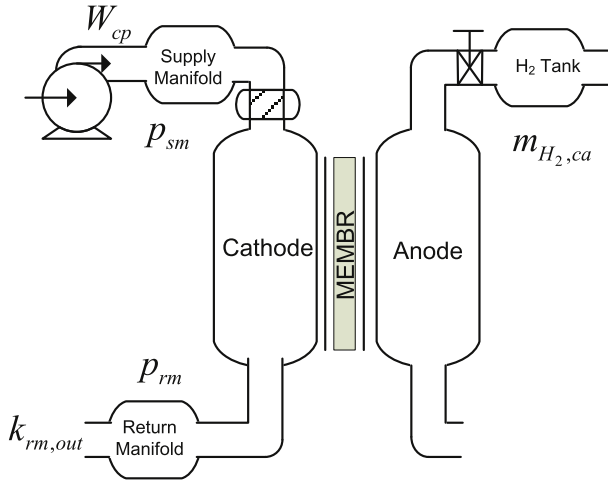 W_cp
Supply
Manifold
H₂ Tank
p_sm
m_H₂,ca
Cathode
MEMBR
Anode
p_rm
k_rm,out
Return
Manifold